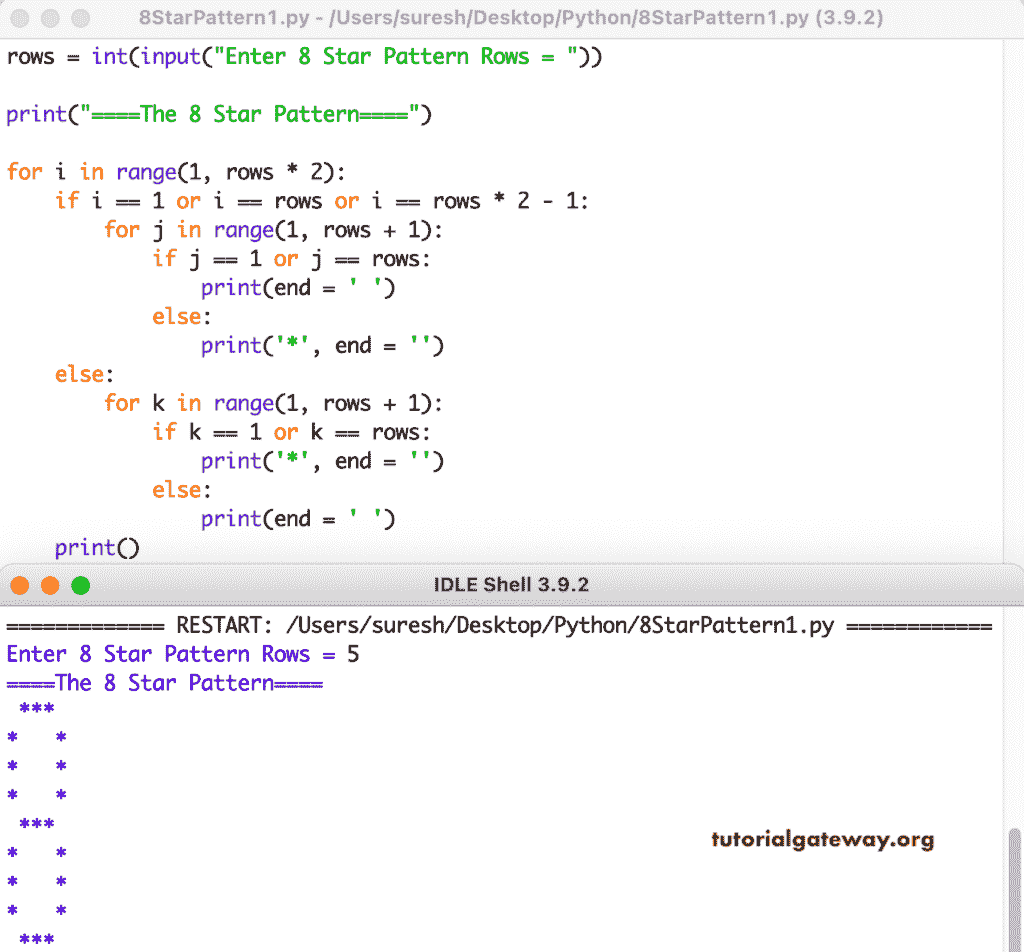 8StarPattern1.py - /Users/suresh/Desktop/Python/8StarPattern1.py (3.9.2)
rows = int(input("Enter 8 Star Pattern Rows = "))
print("====The 8 Star Pattern====")
for i in range(1, rows * 2):
    if i == 1 or i == rows or i == rows * 2 - 1:
        for j in range(1, rows + 1):
            if j == 1 or j == rows:
                print(end = ' ')
            else:
                print('*', end = '')
    else:
        for k in range(1, rows + 1):
            if k == 1 or k == rows:
                print('*', end = '')
            else:
                print(end = ' ')
    print()
IDLE Shell 3.9.2
============= RESTART: /Users/suresh/Desktop/Python/8StarPattern1.py ============
Enter 8 Star Pattern Rows = 5
====The 8 Star Pattern====
 ***
*   *
*   *
*   *
 ***
tutorialgateway.org
*   *
*   *
*   *
 ***